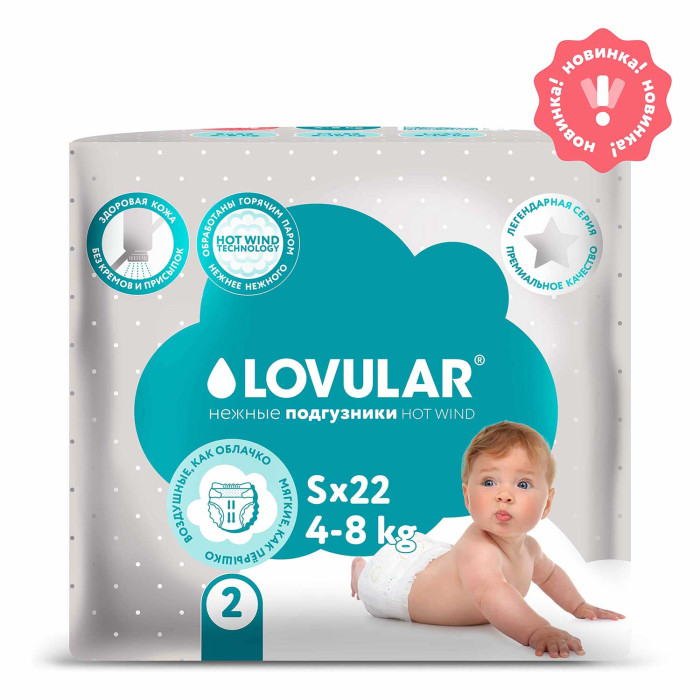 НОВИНКА! НОВИНКА! НОВИНКА!
ЗДОРОВАЯ КОЖА
БЕЗ КРЕМОВ И ПРИСЫПОК
ОБРАБОТАНЫ ГОРЯЧИМ ПАРОМ
HOT WIND
TECHNOLOGY
НЕЖНЕЕ НЕЖНОГО
ЛЕГЕНДАРНАЯ СЕРИЯ
ПРЕМИАЛЬНОЕ КАЧЕСТВО
LOVULAR®
нежные подгузники HOT WIND
ВОЗДУШНЫЕ, КАК ОБЛАЧКО
МЯГКИЕ, КАК ПЁРЫШКО
Sx22
4-8 kg
2